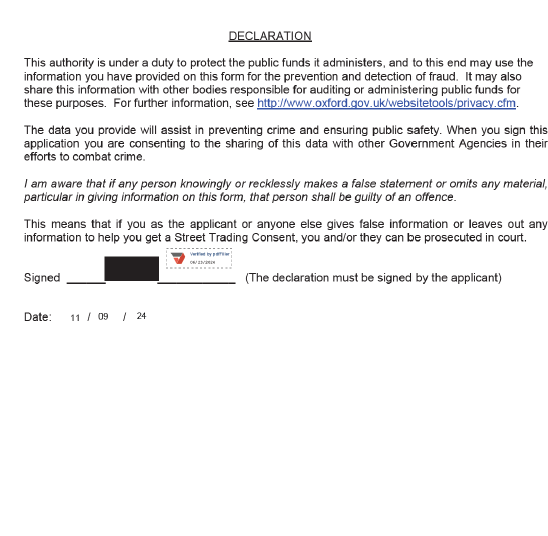 DECLARATION
This authority is under a duty to protect the public funds it administers, and to this end may use the
information you have provided on this form for the prevention and detection of fraud. It may also
share this information with other bodies responsible for auditing or administering public funds for
these purposes. For further information, see http://www.oxford.gov.uk/websitetools/privacy.cfm.
The data you provide will assist in preventing crime and ensuring public safety. When you sign this
application you are consenting to the sharing of this data with other Government Agencies in their
efforts to combat crime.
I am aware that if any person knowingly or recklessly makes a false statement or omits any material,
particular in giving information on this form, that person shall be guilty of an offence.
This means that if you as the applicant or anyone else gives false information or leaves out any
information to help you get a Street Trading Consent, you and/or they can be prosecuted in court.
Verified by pdfFiller
Signed (The declaration must be signed by the applicant)
Date: 11 / 09 / 24